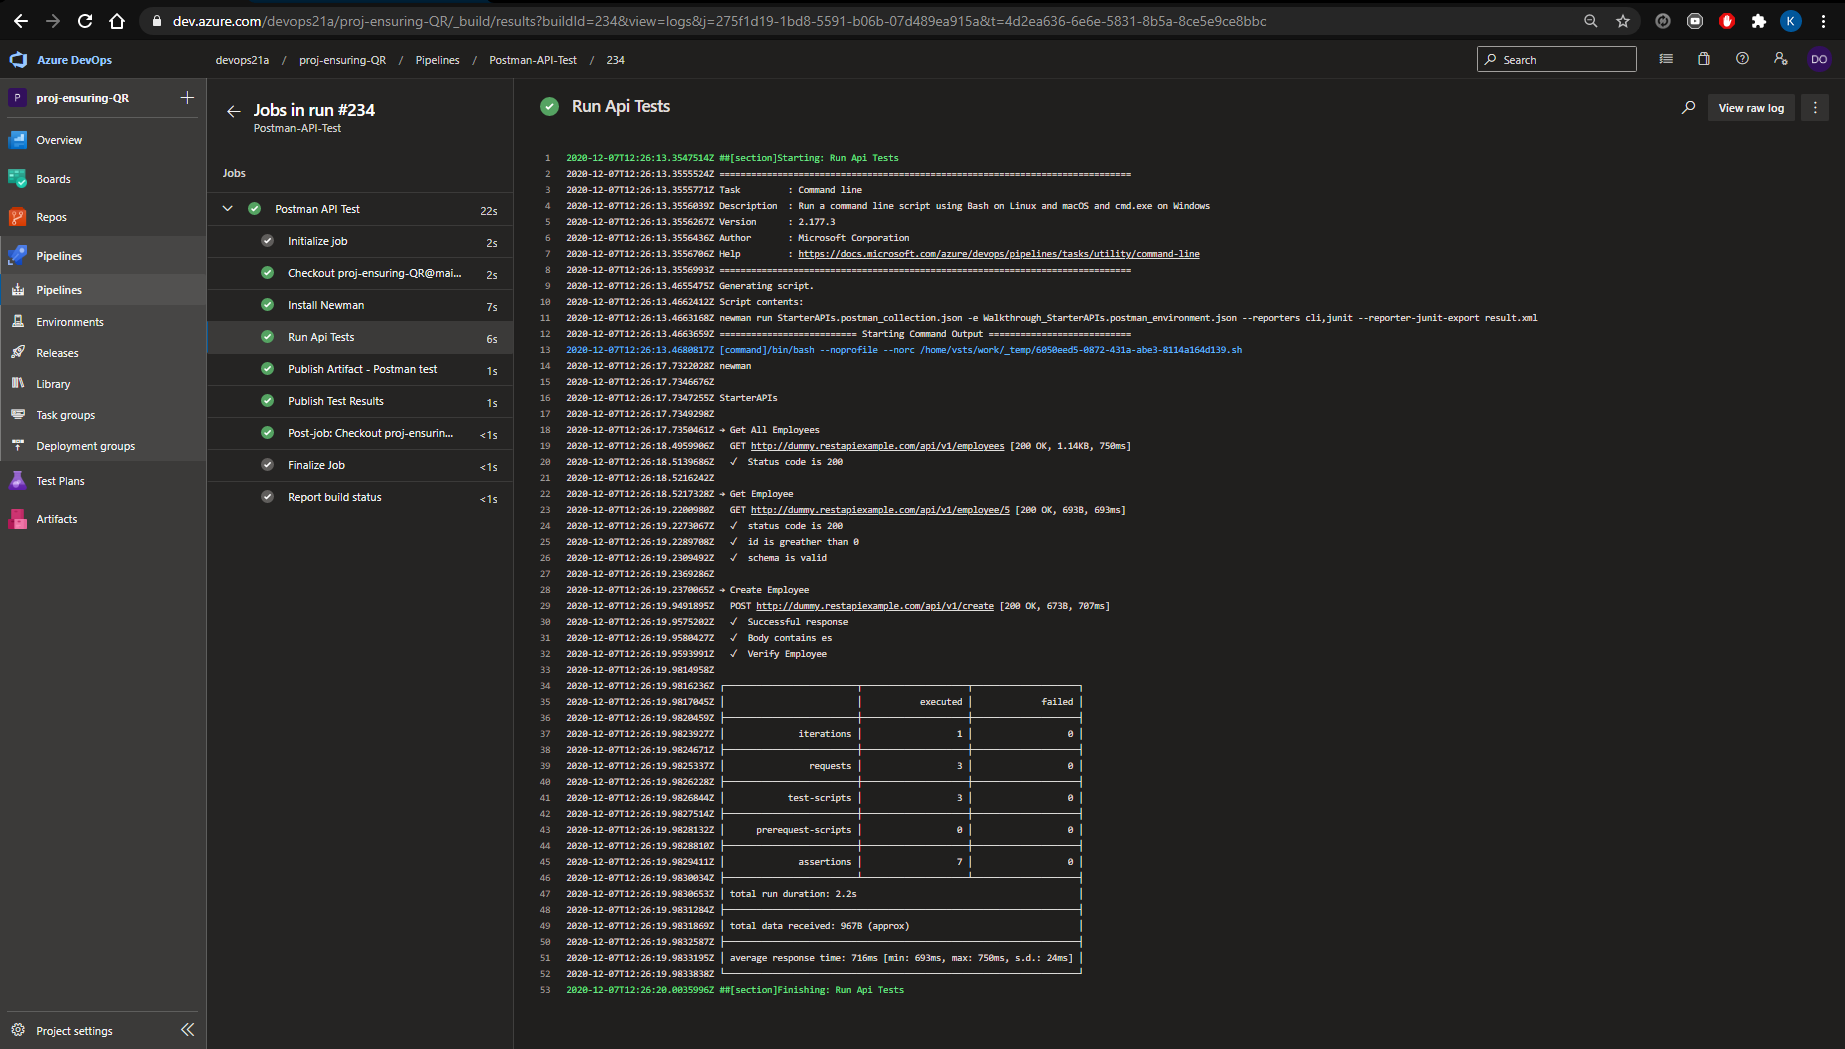 dev.azure.com/devops21a/proj-ensuring-QR/_build/results?buildId=234&view=logs&j=275f1d19-1bd8-5591-b06b-07d489ea915a&t=4d2ea636-6e6e-5831-8b5a-8ce5e9ce8bbc
K
Azure DevOps
devops21a / proj-ensuring-QR / Pipelines / Postman-API-Test / 234
Search
DO
P proj-ensuring-QR
Overview
Boards
Repos
Pipelines
Pipelines
Environments
Releases
Library
Task groups
Deployment groups
Test Plans
Artifacts
Project settings
Jobs in run #234
Postman-API-Test
Jobs
Postman API Test 22s
Initialize job 2s
Checkout proj-ensuring-QR@mai... 2s
Install Newman 7s
Run Api Tests 6s
Publish Artifact - Postman test 1s
Publish Test Results 1s
Post-job: Checkout proj-ensurin... <1s
Finalize Job <1s
Report build status <1s
Run Api Tests
View raw log
1 2020-12-07T12:26:13.3547514Z ##[section]Starting: Run Api Tests
2 2020-12-07T12:26:13.3555524Z ==============================================================================
3 2020-12-07T12:26:13.3555771Z Task         : Command line
4 2020-12-07T12:26:13.3556039Z Description  : Run a command line script using Bash on Linux and macOS and cmd.exe on Windows
5 2020-12-07T12:26:13.3556267Z Version      : 2.177.3
6 2020-12-07T12:26:13.3556436Z Author       : Microsoft Corporation
7 2020-12-07T12:26:13.3556706Z Help         : https://docs.microsoft.com/azure/devops/pipelines/tasks/utility/command-line
8 2020-12-07T12:26:13.3556993Z ==============================================================================
9 2020-12-07T12:26:13.4655475Z Generating script.
10 2020-12-07T12:26:13.4662412Z Script contents:
11 2020-12-07T12:26:13.4663168Z newman run StarterAPIs.postman_collection.json -e Walkthrough_StarterAPIs.postman_environment.json --reporters cli,junit --reporter-junit-export result.xml
12 2020-12-07T12:26:13.4663659Z ========================== Starting Command Output ===========================
13 2020-12-07T12:26:13.4680817Z [command]/bin/bash --noprofile --norc /home/vsts/work/_temp/6050eed5-0872-431a-abe3-8114a164d139.sh
14 2020-12-07T12:26:17.7322028Z newman
15 2020-12-07T12:26:17.7346676Z
16 2020-12-07T12:26:17.7347255Z StarterAPIs
17 2020-12-07T12:26:17.7349298Z
18 2020-12-07T12:26:17.7350461Z → Get All Employees
19 2020-12-07T12:26:18.4959906Z   GET http://dummy.restapiexample.com/api/v1/employees [200 OK, 1.14KB, 750ms]
20 2020-12-07T12:26:18.5139686Z   √  Status code is 200
21 2020-12-07T12:26:18.5216242Z
22 2020-12-07T12:26:18.5217328Z → Get Employee
23 2020-12-07T12:26:19.2200980Z   GET http://dummy.restapiexample.com/api/v1/employee/5 [200 OK, 693B, 693ms]
24 2020-12-07T12:26:19.2273067Z   √  status code is 200
25 2020-12-07T12:26:19.2289708Z   √  id is greather than 0
26 2020-12-07T12:26:19.2309492Z   √  schema is valid
27 2020-12-07T12:26:19.2369286Z
28 2020-12-07T12:26:19.2370065Z → Create Employee
29 2020-12-07T12:26:19.9491895Z   POST http://dummy.restapiexample.com/api/v1/create [200 OK, 673B, 707ms]
30 2020-12-07T12:26:19.9575202Z   √  Successful response
31 2020-12-07T12:26:19.9580427Z   √  Body contains es
32 2020-12-07T12:26:19.9593991Z   √  Verify Employee
33 2020-12-07T12:26:19.9814958Z
34 2020-12-07T12:26:19.9816236Z
35 2020-12-07T12:26:19.9817045Z executed failed
36 2020-12-07T12:26:19.9820459Z
37 2020-12-07T12:26:19.9823927Z iterations 1 0
38 2020-12-07T12:26:19.9824671Z
39 2020-12-07T12:26:19.9825337Z requests 3 0
40 2020-12-07T12:26:19.9826228Z
41 2020-12-07T12:26:19.9826844Z test-scripts 3 0
42 2020-12-07T12:26:19.9827514Z
43 2020-12-07T12:26:19.9828132Z prerequest-scripts 0 0
44 2020-12-07T12:26:19.9828810Z
45 2020-12-07T12:26:19.9829411Z assertions 7 0
46 2020-12-07T12:26:19.9830034Z
47 2020-12-07T12:26:19.9830653Z total run duration: 2.2s
48 2020-12-07T12:26:19.9831284Z
49 2020-12-07T12:26:19.9831869Z total data received: 967B (approx)
50 2020-12-07T12:26:19.9832587Z
51 2020-12-07T12:26:19.9833195Z average response time: 716ms [min: 693ms, max: 750ms, s.d.: 24ms]
52 2020-12-07T12:26:19.9833838Z
53 2020-12-07T12:26:20.0035996Z ##[section]Finishing: Run Api Tests